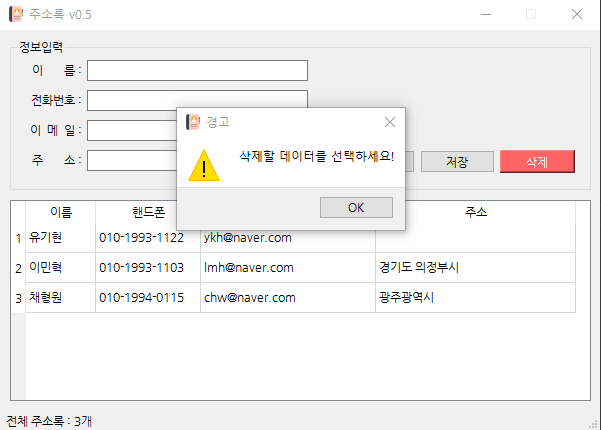 주소록 v0.5
정보입력
이 름 :
전화번호 :
이 메 일 :
주 소 :
저장
삭제
경고
삭제할 데이터를 선택하세요!
OK
이름 핸드폰 주소
1 유기현 010-1993-1122 ykh@naver.com
2 이민혁 010-1993-1103 lmh@naver.com 경기도 의정부시
3 채형원 010-1994-0115 chw@naver.com 광주광역시
전체 주소록 : 3개